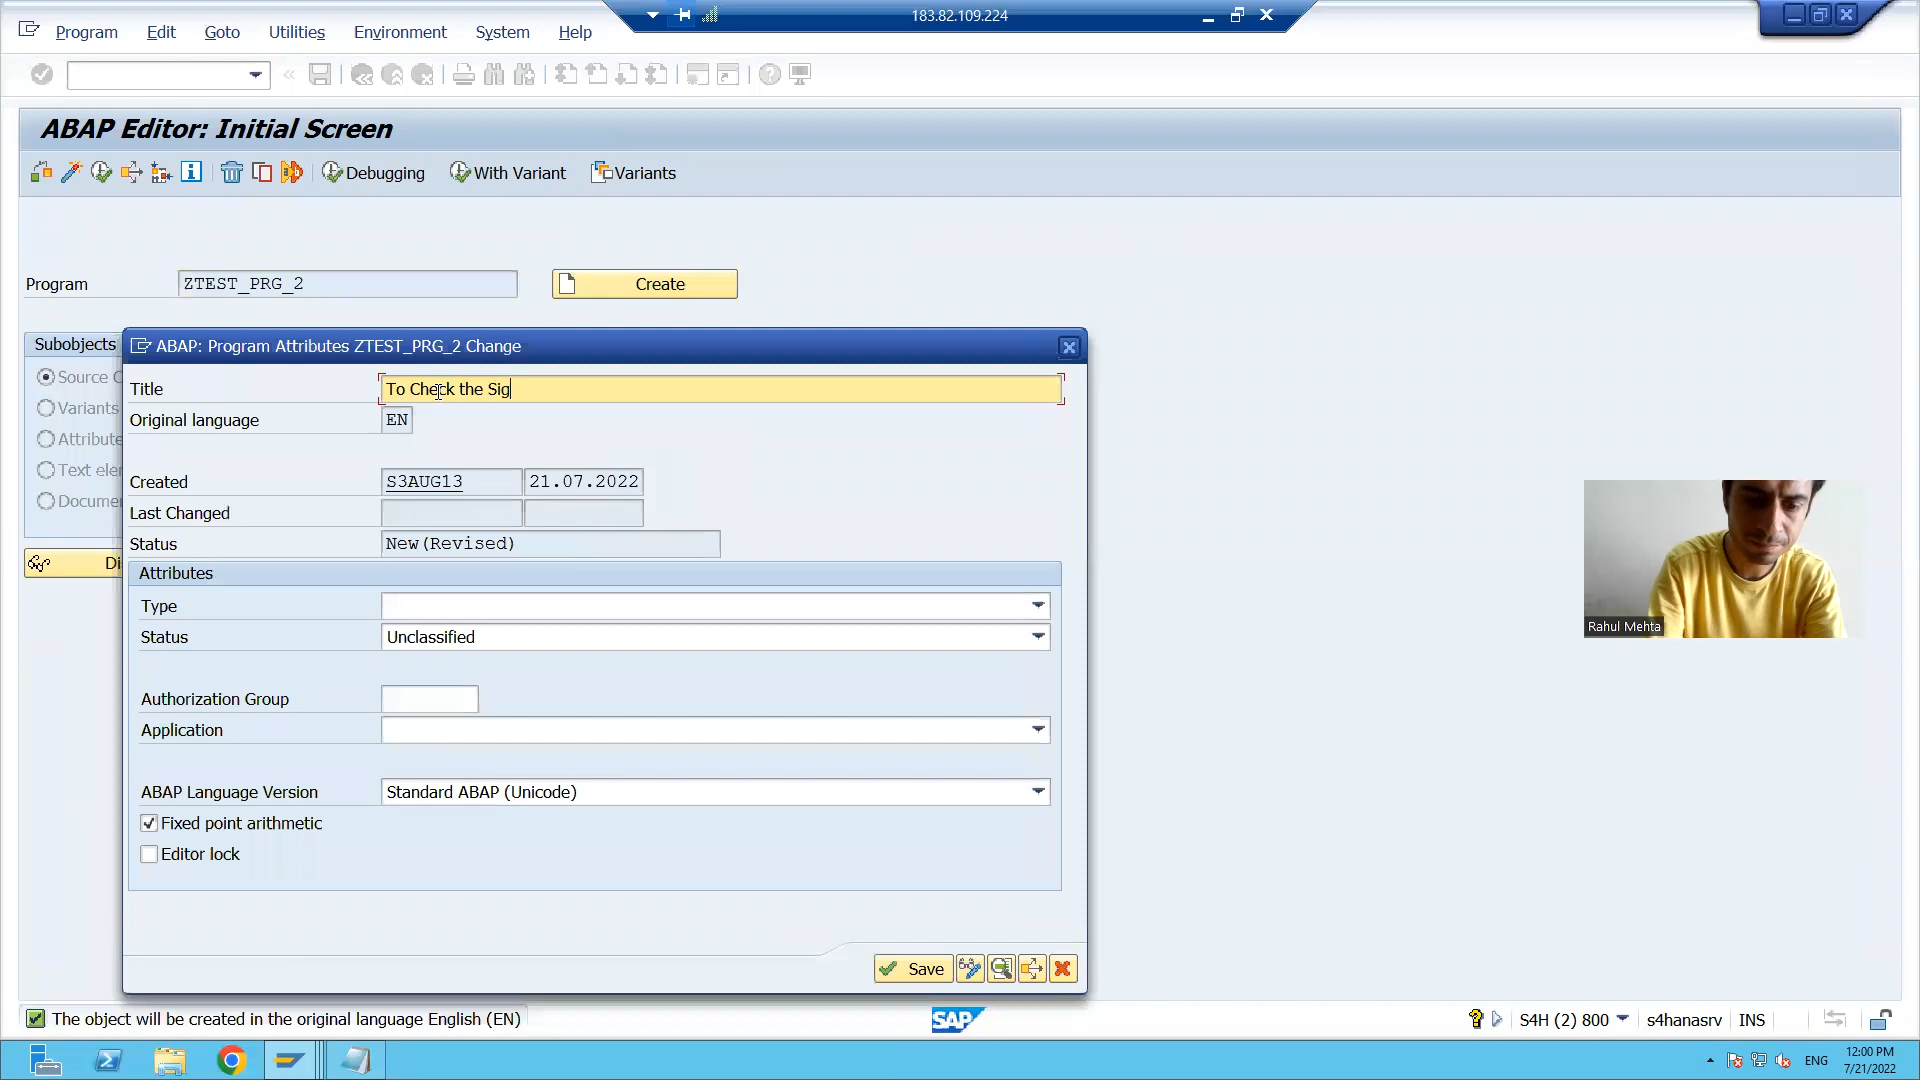 183.82.109.224
Program Edit Goto Utilities Environment System Help
ABAP Editor: Initial Screen
Debugging With Variant Variants
Program ZTEST_PRG_2 Create
Subobjects
ABAP: Program Attributes ZTEST_PRG_2 Change
Source C
Title To Check the Sig
Variants
Original language EN
Attribute
Text ele
Created S3AUG13 21.07.2022
Docume
Last Changed
Status New(Revised)
Di
Attributes
Type
Status Unclassified
Rahul Mehta
Authorization Group
Application
ABAP Language Version Standard ABAP (Unicode)
Fixed point arithmetic
Editor lock
Save
The object will be created in the original language English (EN)
SAP
S4H (2) 800 s4hanasrv INS
ENG
12:00 PM
7/21/2022